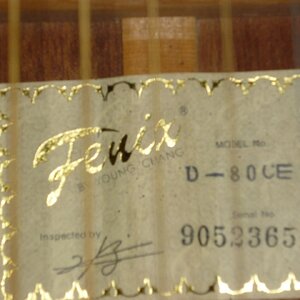 Fenix ®
BY YOUNG CHANG
MODEL No.
D-80CE
Serial No
Inspected by
9052365